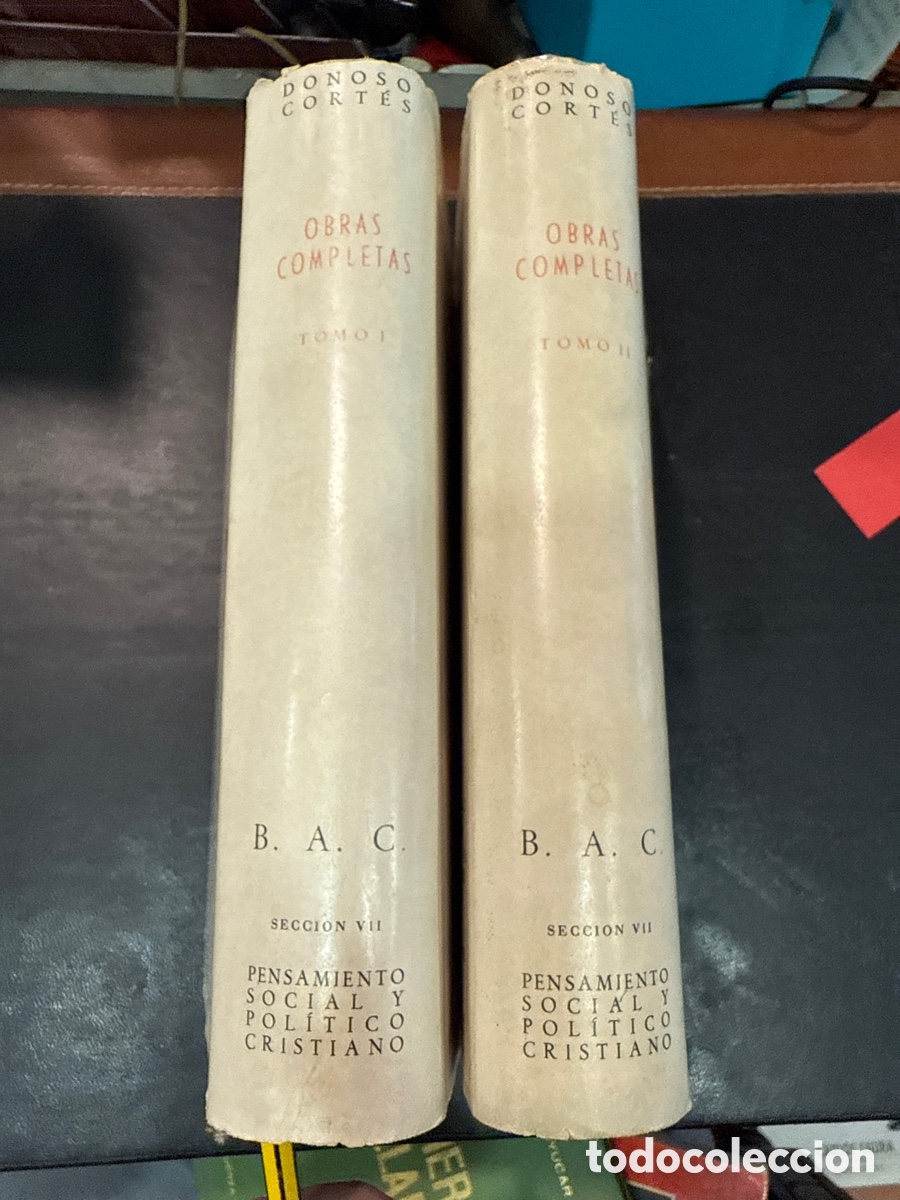 DONOSO
CORTÉS
OBRAS
COMPLETAS
TOMO I
B. A. C.
SECCION VII
PENSAMIENTO
SOCIAL Y
POLÍTICO
CRISTIANO
DONOSO
CORTÉS
OBRAS
COMPLETAS
TOMO II
B. A. C.
SECCION VII
PENSAMIENTO
SOCIAL Y
POLÍTICO
CRISTIANO
todocoleccion